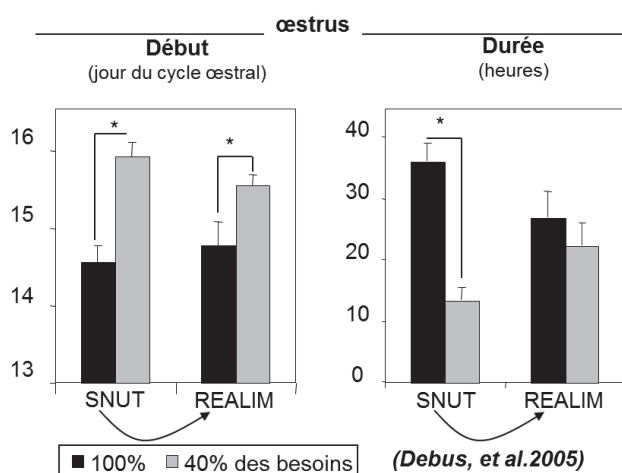 œstrus
Début
(jour du cycle œstral)
16
15
14
13
*
*
SNUT
REALIM
Durée
(heures)
40
30
20
10
0
*
SNUT
REALIM
100%
40% des besoins
(Debus, et al.2005)